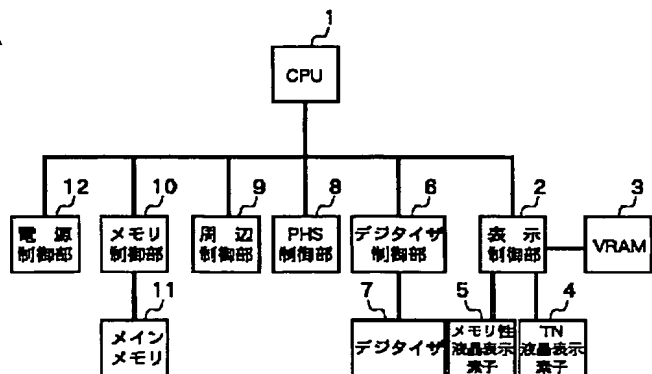 1
CPU
12
10
9
8
6
2
3
電源
制御部
メモリ
制御部
周辺
制御部
PHS
制御部
デジタイザ
制御部
表示
制御部
VRAM
11
7
5
4
メイン
メモリ
デジタイザ
メモリ性
液晶表示
素子
TN
液晶表示
素子